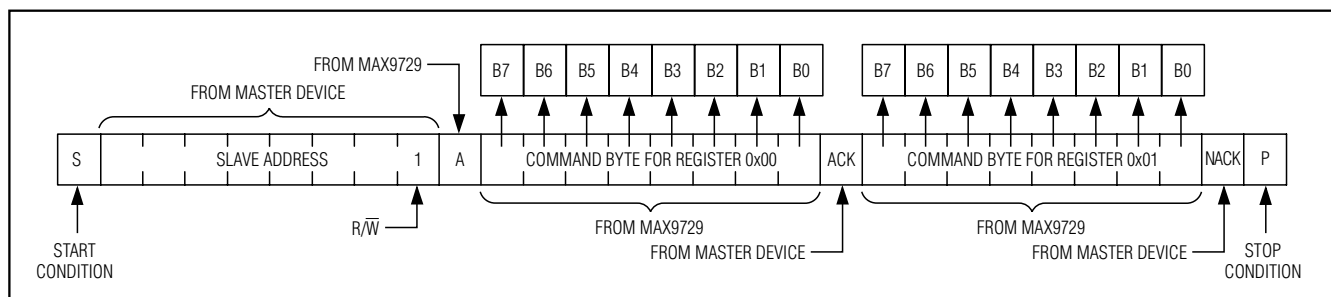 B7 B6 B5 B4 B3 B2 B1 B0 B7 B6 B5 B4 B3 B2 B1 B0
FROM MAX9729
FROM MASTER DEVICE
S SLAVE ADDRESS 1 A COMMAND BYTE FOR REGISTER 0x00 ACK COMMAND BYTE FOR REGISTER 0x01 NACK P
R/W̅
FROM MAX9729 FROM MAX9729
START CONDITION
FROM MASTER DEVICE FROM MASTER DEVICE
STOP CONDITION